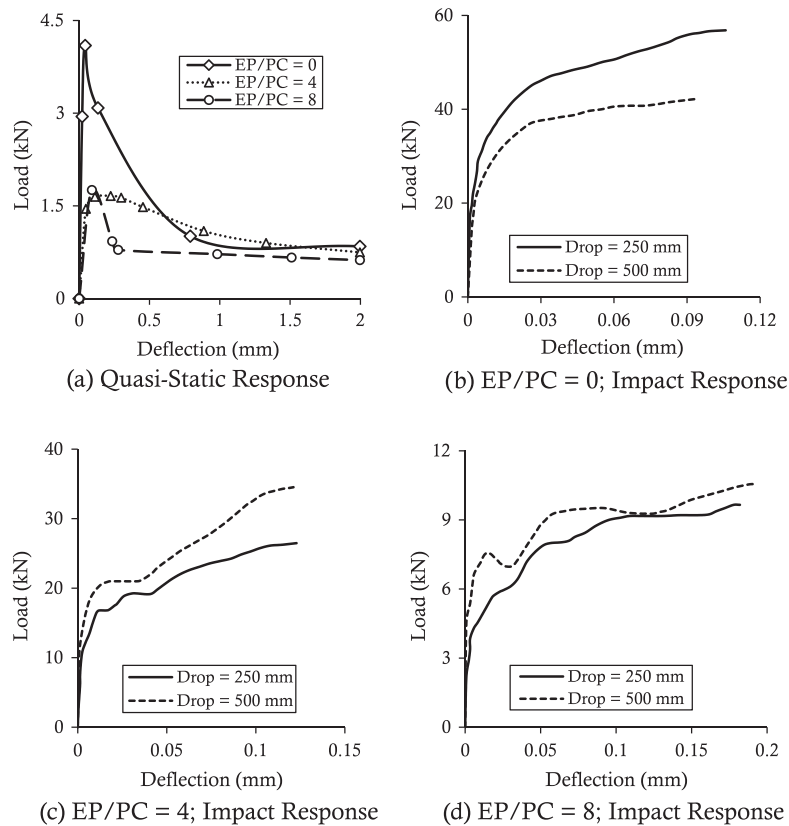 4.5
3
1.5
0
Load (kN)
EP/PC = 0
EP/PC = 4
EP/PC = 8
0 0.5 1 1.5 2
Deflection (mm)
(a) Quasi-Static Response
60
40
20
0
Load (kN)
Drop = 250 mm
Drop = 500 mm
0 0.03 0.06 0.09 0.12
Deflection (mm)
(b) EP/PC = 0; Impact Response
40
30
20
10
0
Load (kN)
Drop = 250 mm
Drop = 500 mm
0 0.05 0.1 0.15
Deflection (mm)
(c) EP/PC = 4; Impact Response
12
9
6
3
0
Load (kN)
Drop = 250 mm
Drop = 500 mm
0 0.05 0.1 0.15 0.2
Deflection (mm)
(d) EP/PC = 8; Impact Response